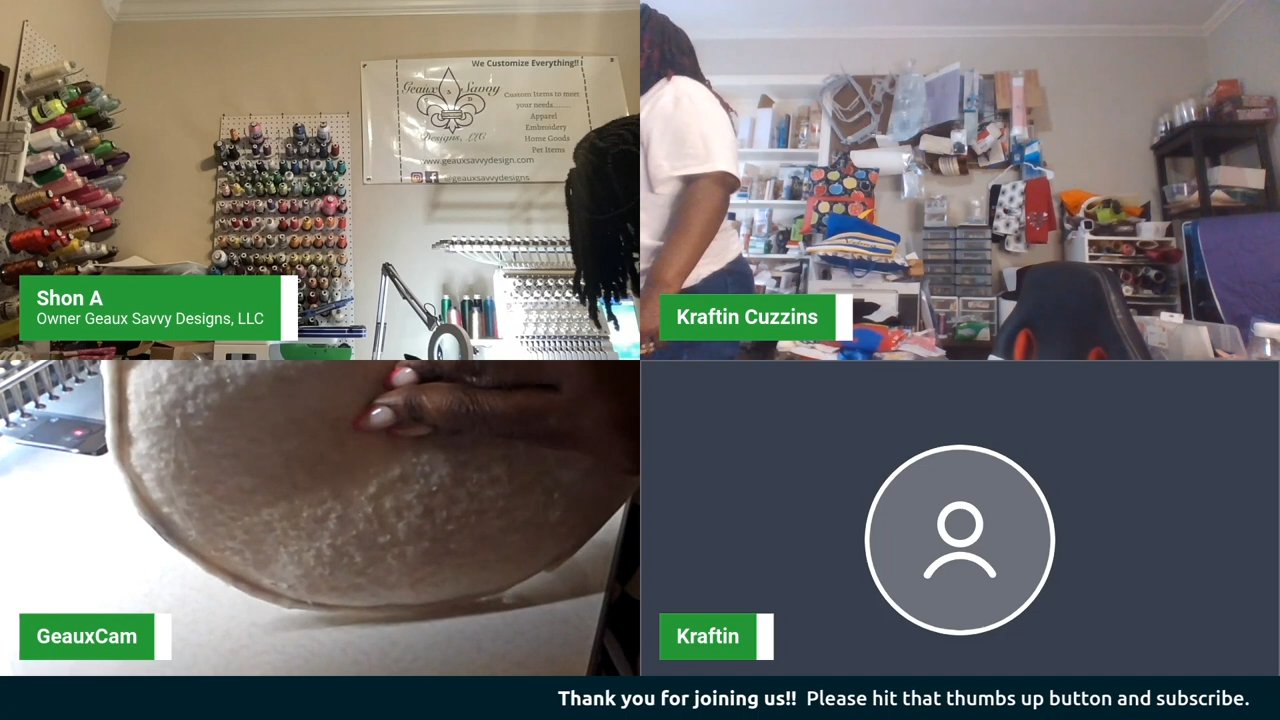 We Customize Everything!!
Geaux Savvy
Designs, LLC
Custom Items to meet
your needs..........
Apparel
Embroidery
Home Goods
Pet Items
www.geauxsavvydesign.com
@geauxsavvydesigns
Shon A
Owner Geaux Savvy Designs, LLC
Kraftin Cuzzins
GeauxCam
Kraftin
Thank you for joining us!! Please hit that thumbs up button and subscribe.